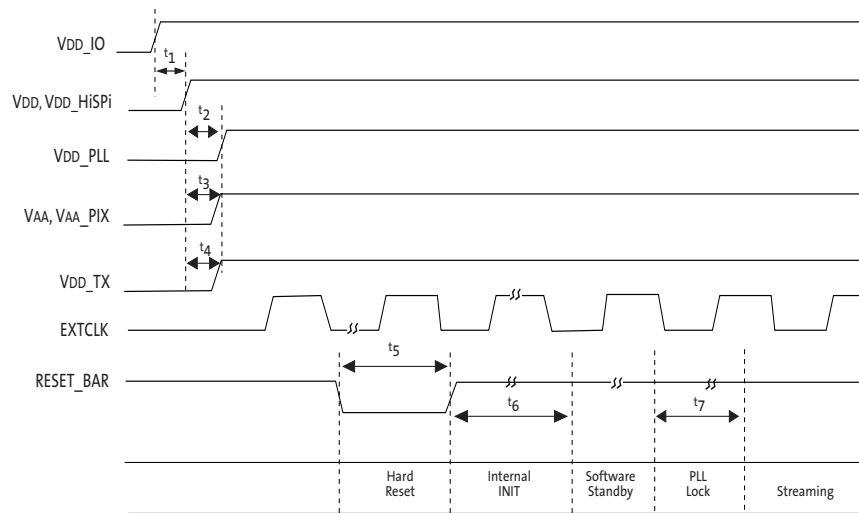 VDD_IO
t1
VDD, VDD_HiSPi
t2
VDD_PLL
t3
VAA, VAA_PIX
t4
VDD_TX
EXTCLK
t5
RESET_BAR
t6
t7
Hard
Reset
Internal
INIT
Software
Standby
PLL
Lock
Streaming